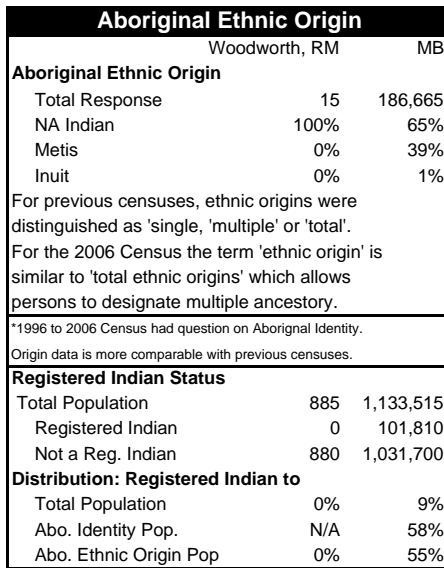 Aboriginal Ethnic Origin
Woodworth, RM MB
Aboriginal Ethnic Origin
Total Response 15 186,665
NA Indian 100% 65%
Metis 0% 39%
Inuit 0% 1%
For previous censuses, ethnic origins were
distinguished as 'single, 'multiple' or 'total'.
For the 2006 Census the term 'ethnic origin' is
similar to 'total ethnic origins' which allows
persons to designate multiple ancestory.
*1996 to 2006 Census had question on Aborignal Identity.
Origin data is more comparable with previous censuses.
Registered Indian Status
Total Population 885 1,133,515
Registered Indian 0 101,810
Not a Reg. Indian 880 1,031,700
Distribution: Registered Indian to
Total Population 0% 9%
Abo. Identity Pop. N/A 58%
Abo. Ethnic Origin Pop 0% 55%